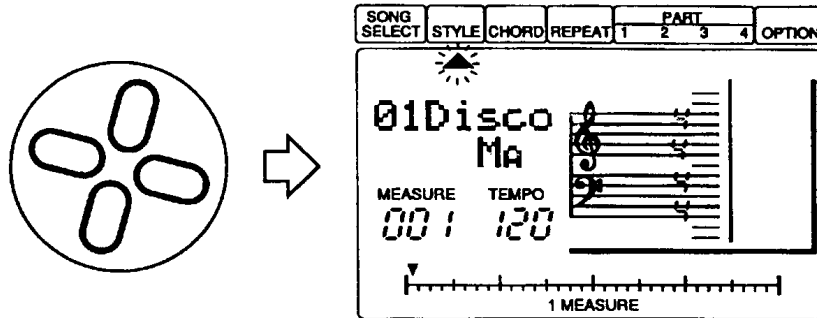 SONG SELECT STYLE CHORD REPEAT PART 1 2 3 4 OPTION
01Disco
Ma
MEASURE TEMPO
001 120
1 MEASURE